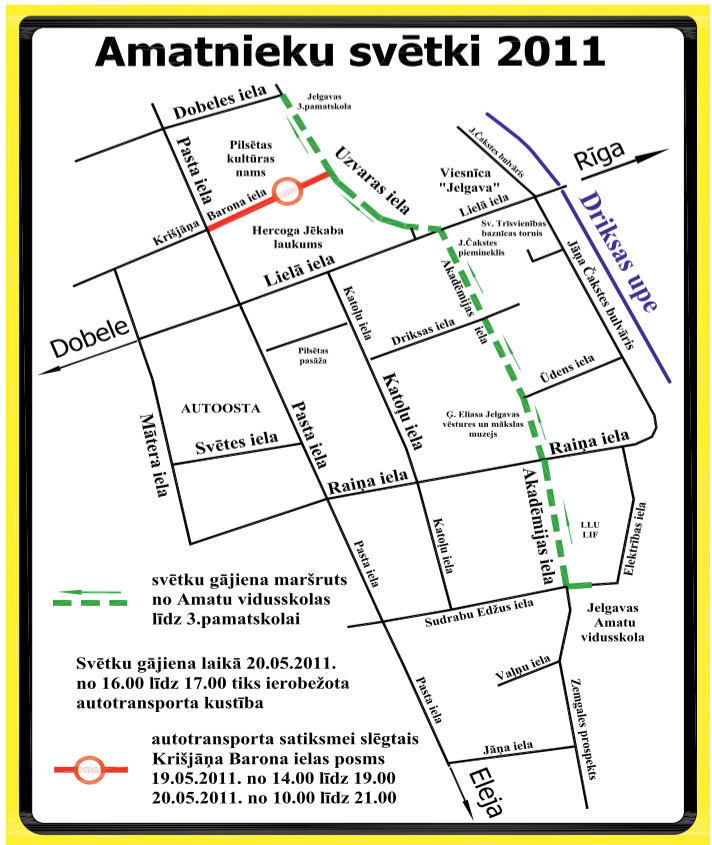 Amatnieku svētki 2011
Dobeles iela
Jelgavas
3.pamatskola
Pasta iela
Pilsētas
kultūras
nams
Uzvaras iela
J.Čakstes bulvāris
Rīga
Viesnīca
"Jelgava"
Krišjāņa Barona iela
Lielā iela
Driksas upe
Hercoga Jēkaba
laukums
Sv. Trīsvienības
baznīcas tornis
J.Čakstes
piemineklis
Jāņa Čakstes bulvāris
Lielā iela
Katoļu iela
Akadēmijas iela
Driksas iela
Dobele
Pilsētas
pasāža
Ūdens iela
Katoļu iela
AUTOOSTA
Pasta iela
Mātera iela
Svētes iela
Ģ. Eliasa Jelgavas
vēstures un mākslas
muzejs
Raiņa iela
Raiņa iela
Akadēmijas iela
Katoļu iela
LLU
LIF
Elektrības iela
Pasta iela
svētku gājiena maršruts
no Amatu vidusskolas
līdz 3.pamatskolai
Sudrabu Edžus iela
Jelgavas
Amatu
vidusskola
Svētku gājiena laikā 20.05.2011.
no 16.00 līdz 17.00 tiks ierobežota
autotransporta kustība
Vaļņu iela
Pasta iela
Zemgales prospekts
autotransporta satiksmei slēgtais
Krišjāņa Barona ielas posms
19.05.2011. no 14.00 līdz 19.00
20.05.2011. no 10.00 līdz 21.00
Jāņa iela
Eleja